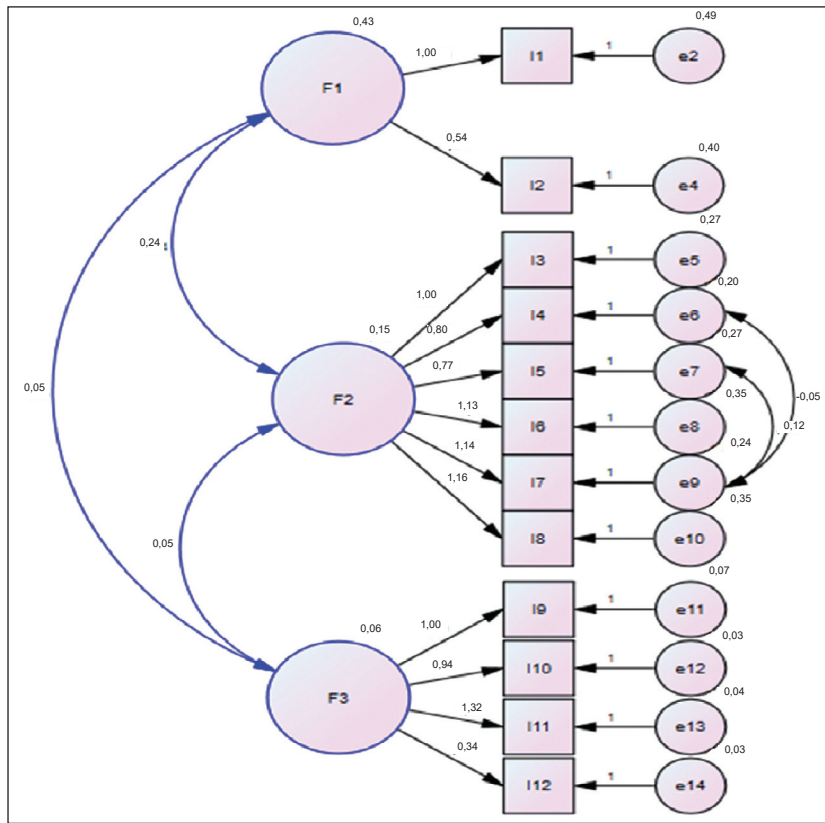 0,43
0,49
F1
1,00
I1
1
e2
0,54
0,40
I2
1
e4
0,24
0,27
I3
1
e5
1,00
0,20
0,15
0,80
I4
1
e6
0,27
0,77
I5
1
e7
0,05
0,35
-0,05
F2
1,13
I6
1
e8
0,12
1,14
0,24
1,16
I7
1
e9
0,35
0,05
I8
1
e10
0,07
0,06
1,00
I9
1
e11
0,03
F3
0,94
I10
1
e12
0,04
1,32
I11
1
e13
0,03
0,34
I12
1
e14